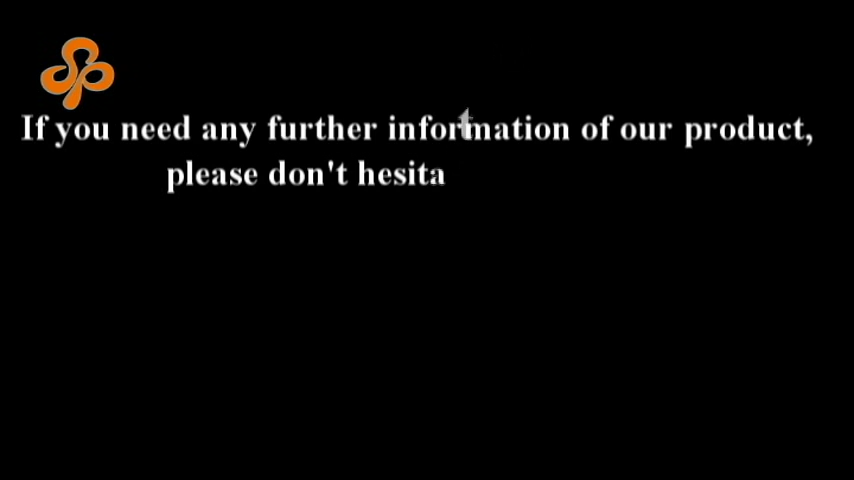 If you need any further information of our product,
please don't hesita